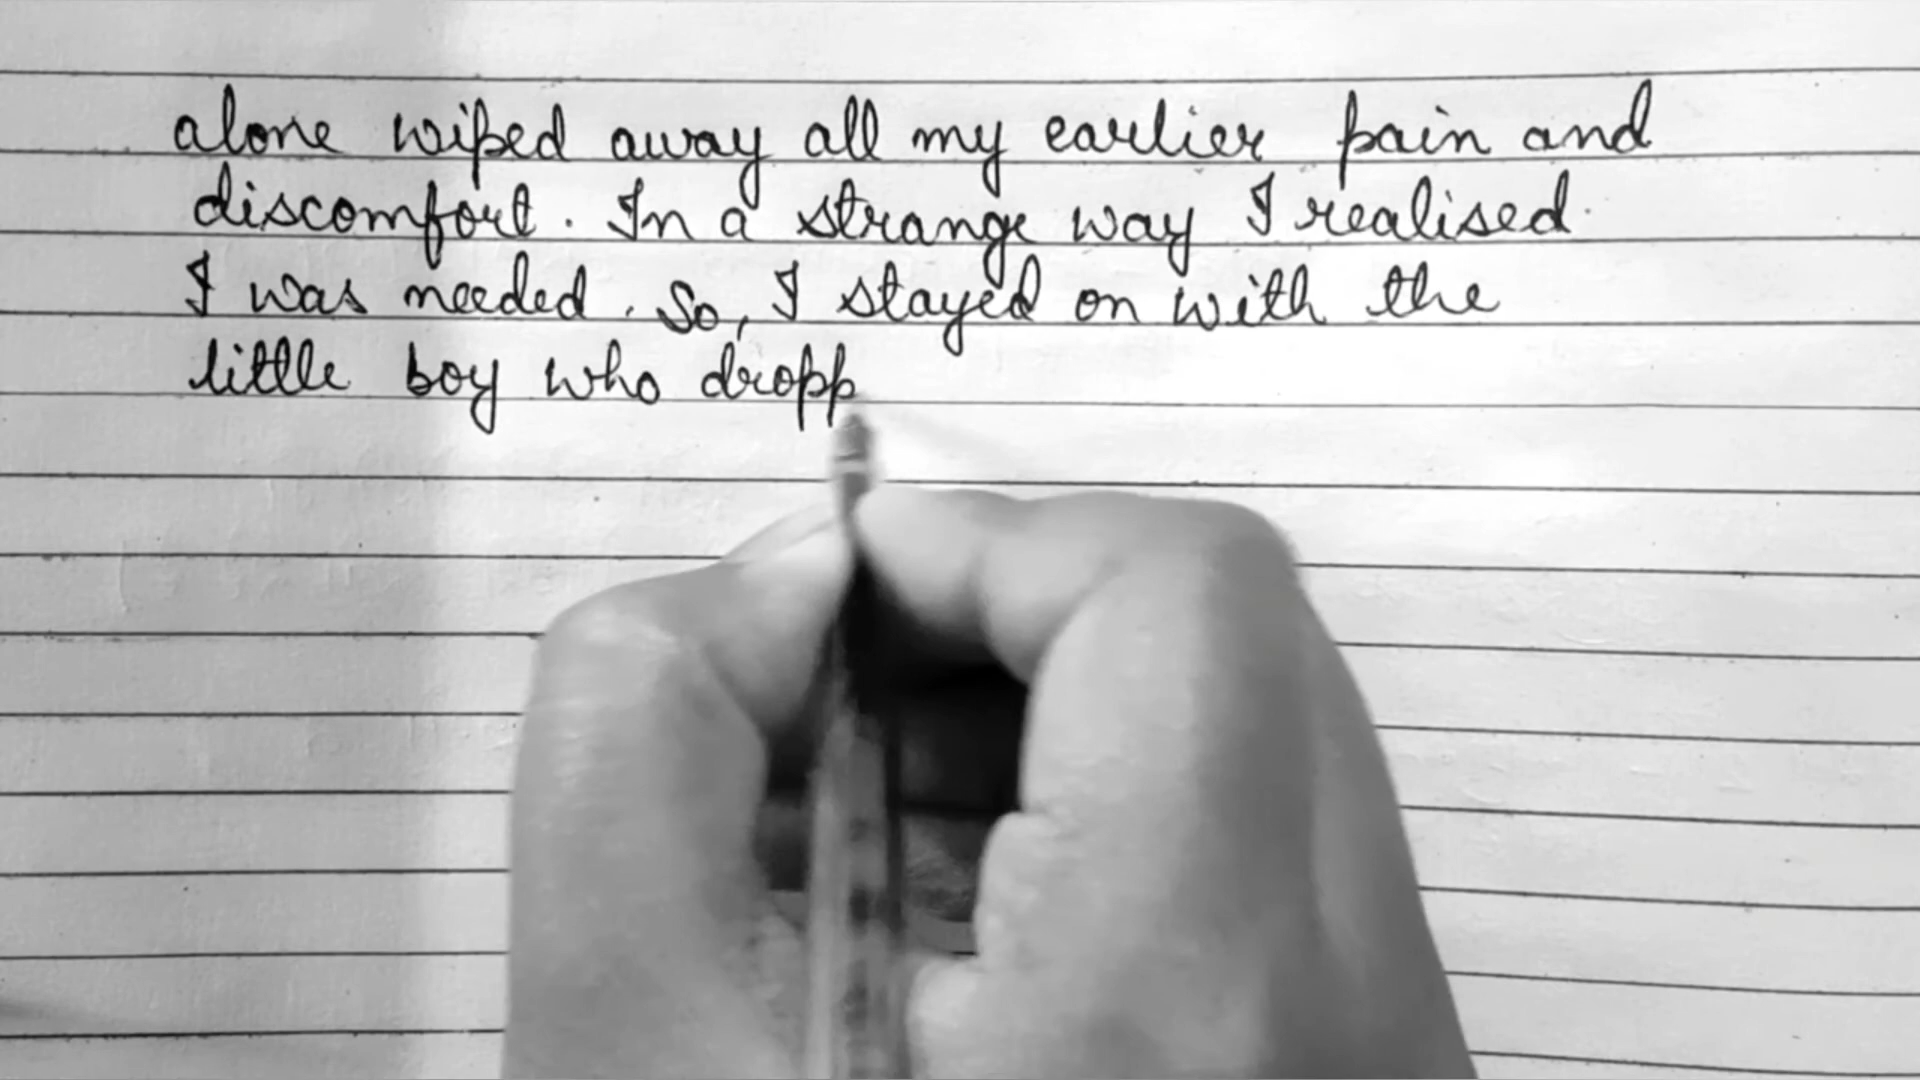 alone wiped away all my earlier pain and
discomfort. In a strange way I realised
I was needed. So, I stayed on with the
little boy who dropp